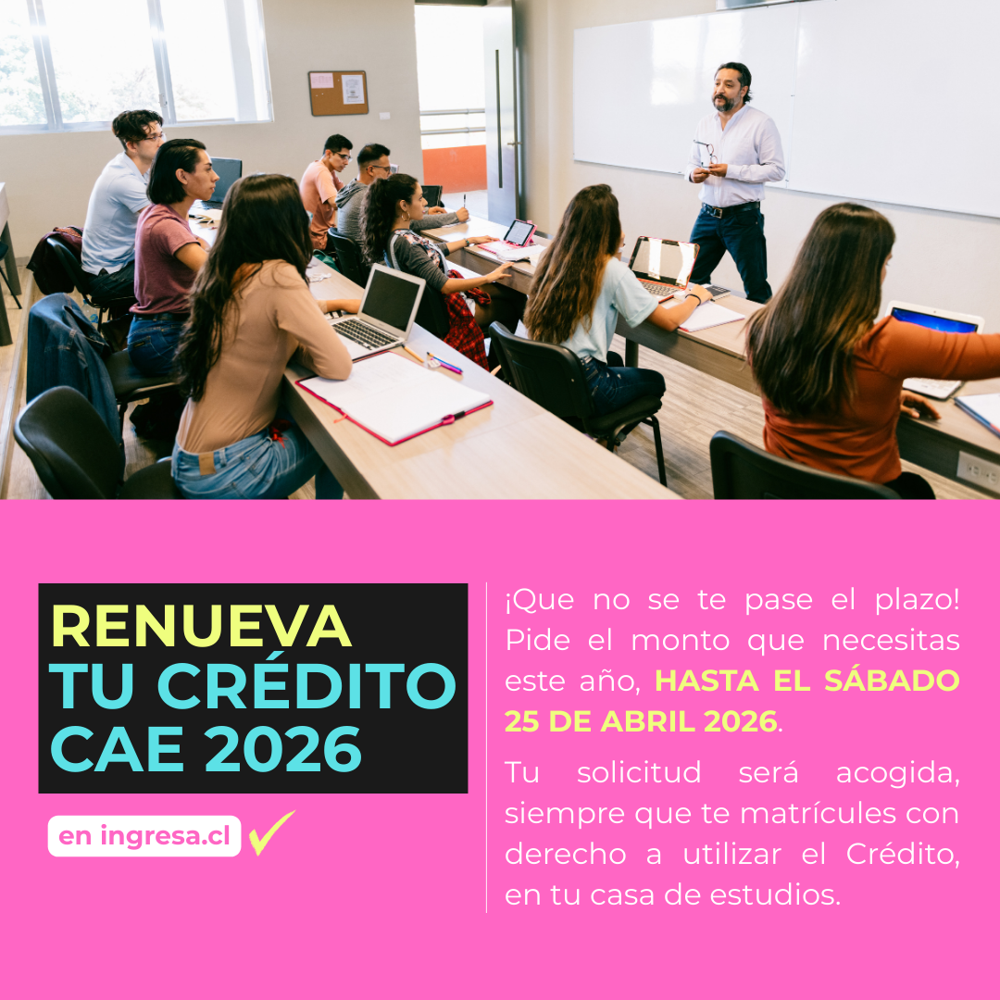 RENUEVA
TU CRÉDITO
CAE 2026
en ingresa.cl
¡Que no se te pase el plazo!
Pide el monto que necesitas
este año, HASTA EL SÁBADO
25 DE ABRIL 2026.
Tu solicitud será acogida,
siempre que te matrícules con
derecho a utilizar el Crédito,
en tu casa de estudios.